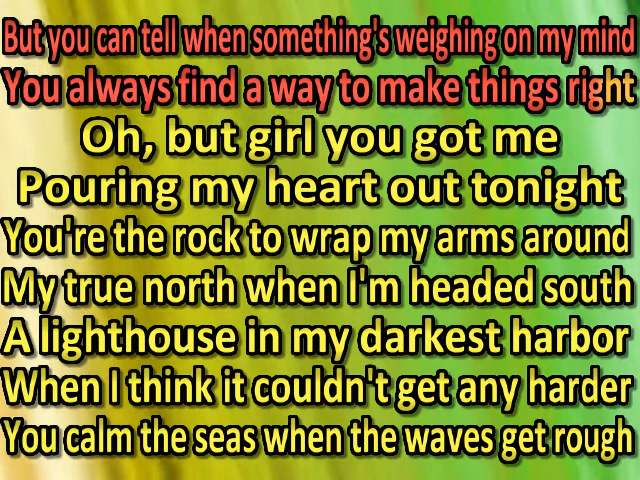 But you can tell when something's weighing on my mind
You always find a way to make things right
Oh, but girl you got me
Pouring my heart out tonight
You're the rock to wrap my arms around
My true north when I'm headed south
A lighthouse in my darkest harbor
When I think it couldn't get any harder
You calm the seas when the waves get rough